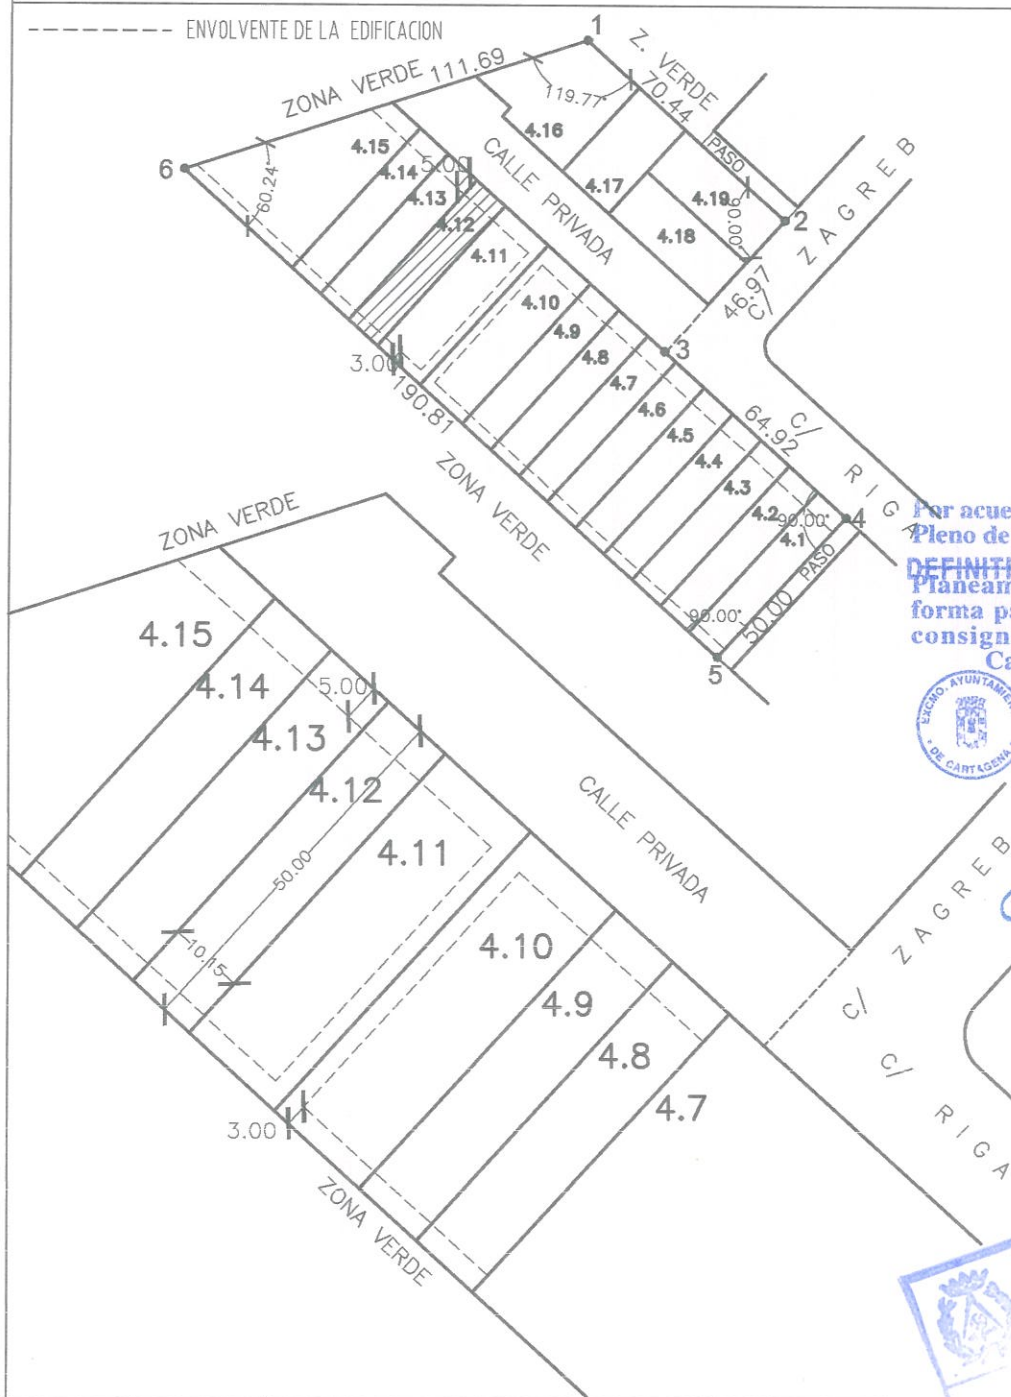 ENVOLVENTE DE LA EDIFICACION
1
Z. VERDE
70.44
ZONA VERDE
111.69
119.77°
6
60.24°
4.15
4.14
4.13
4.12
4.11
5.00
4.16
4.17
4.18
4.19
PASO
90.00°
2
CALLE PRIVADA
C/ ZAGREB
46.97
3
4.10
4.9
4.8
4.7
4.6
4.5
4.4
4.3
4.2
4.1
3.00
190.81
ZONA VERDE
64.92
C/ RIGA
90.00°
4
PASO
50.00
90.00°
5
Por acue
Pleno de
DEFINITI
Planeam
forma pa
consign
Ca
EXCMO. AYUNTAMIE
DE CARTAGENA
ZONA VERDE
4.15
4.14
4.13
4.12
4.11
5.00
50.00
10.15
CALLE PRIVADA
4.10
4.9
4.8
4.7
3.00
ZONA VERDE
C/ ZAGREB
C/ RIGA